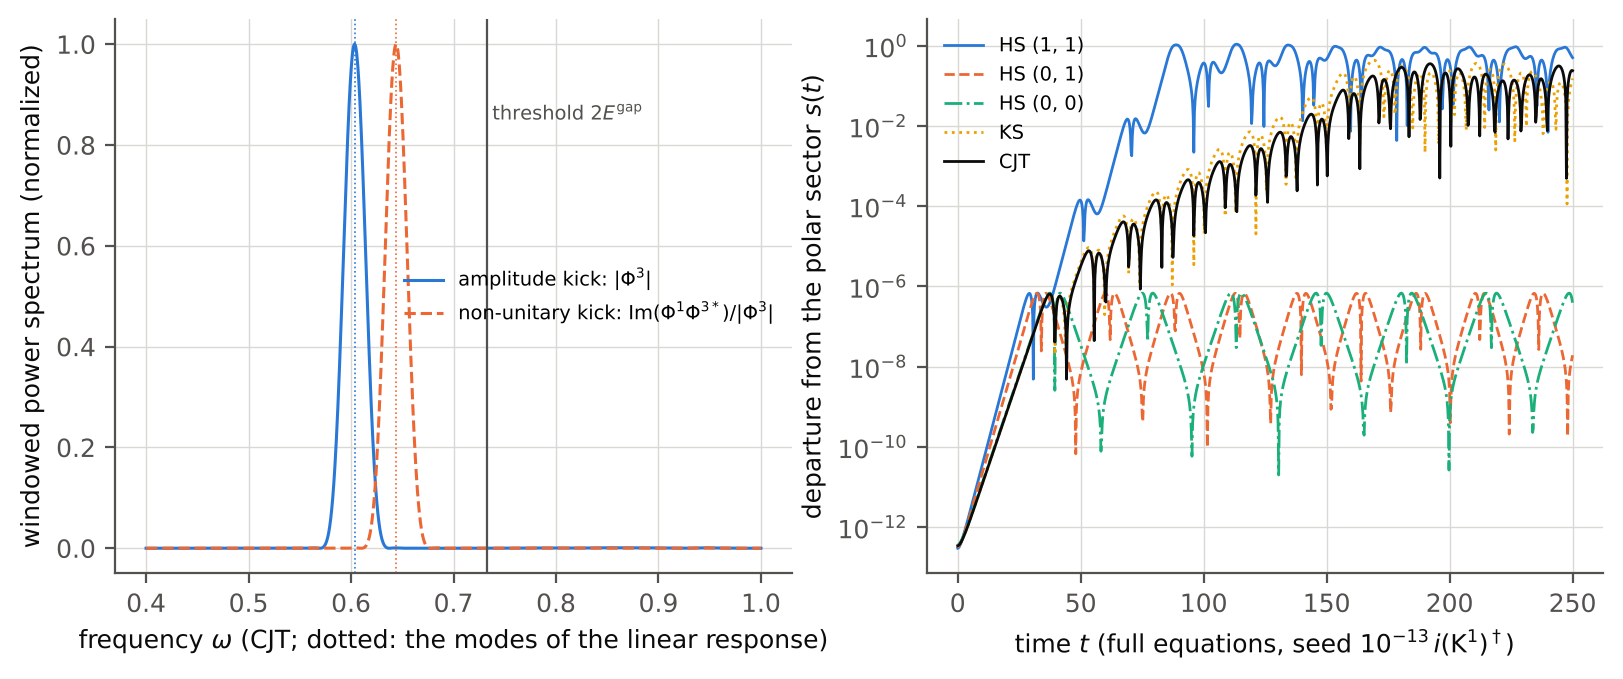 windowed power spectrum (normalized)
1.0
0.8
0.6
0.4
0.2
0.0
threshold 2E^gap
amplitude kick: |Φ³|
non-unitary kick: Im(Φ¹Φ³*)/|Φ³|
0.4 0.5 0.6 0.7 0.8 0.9 1.0
frequency ω (CJT; dotted: the modes of the linear response)
departure from the polar sector s(t)
10⁰
10⁻²
10⁻⁴
10⁻⁶
10⁻⁸
10⁻¹⁰
10⁻¹²
HS (1, 1)
HS (0, 1)
HS (0, 0)
KS
CJT
0 50 100 150 200 250
time t (full equations, seed 10⁻¹³ i(K¹)†)